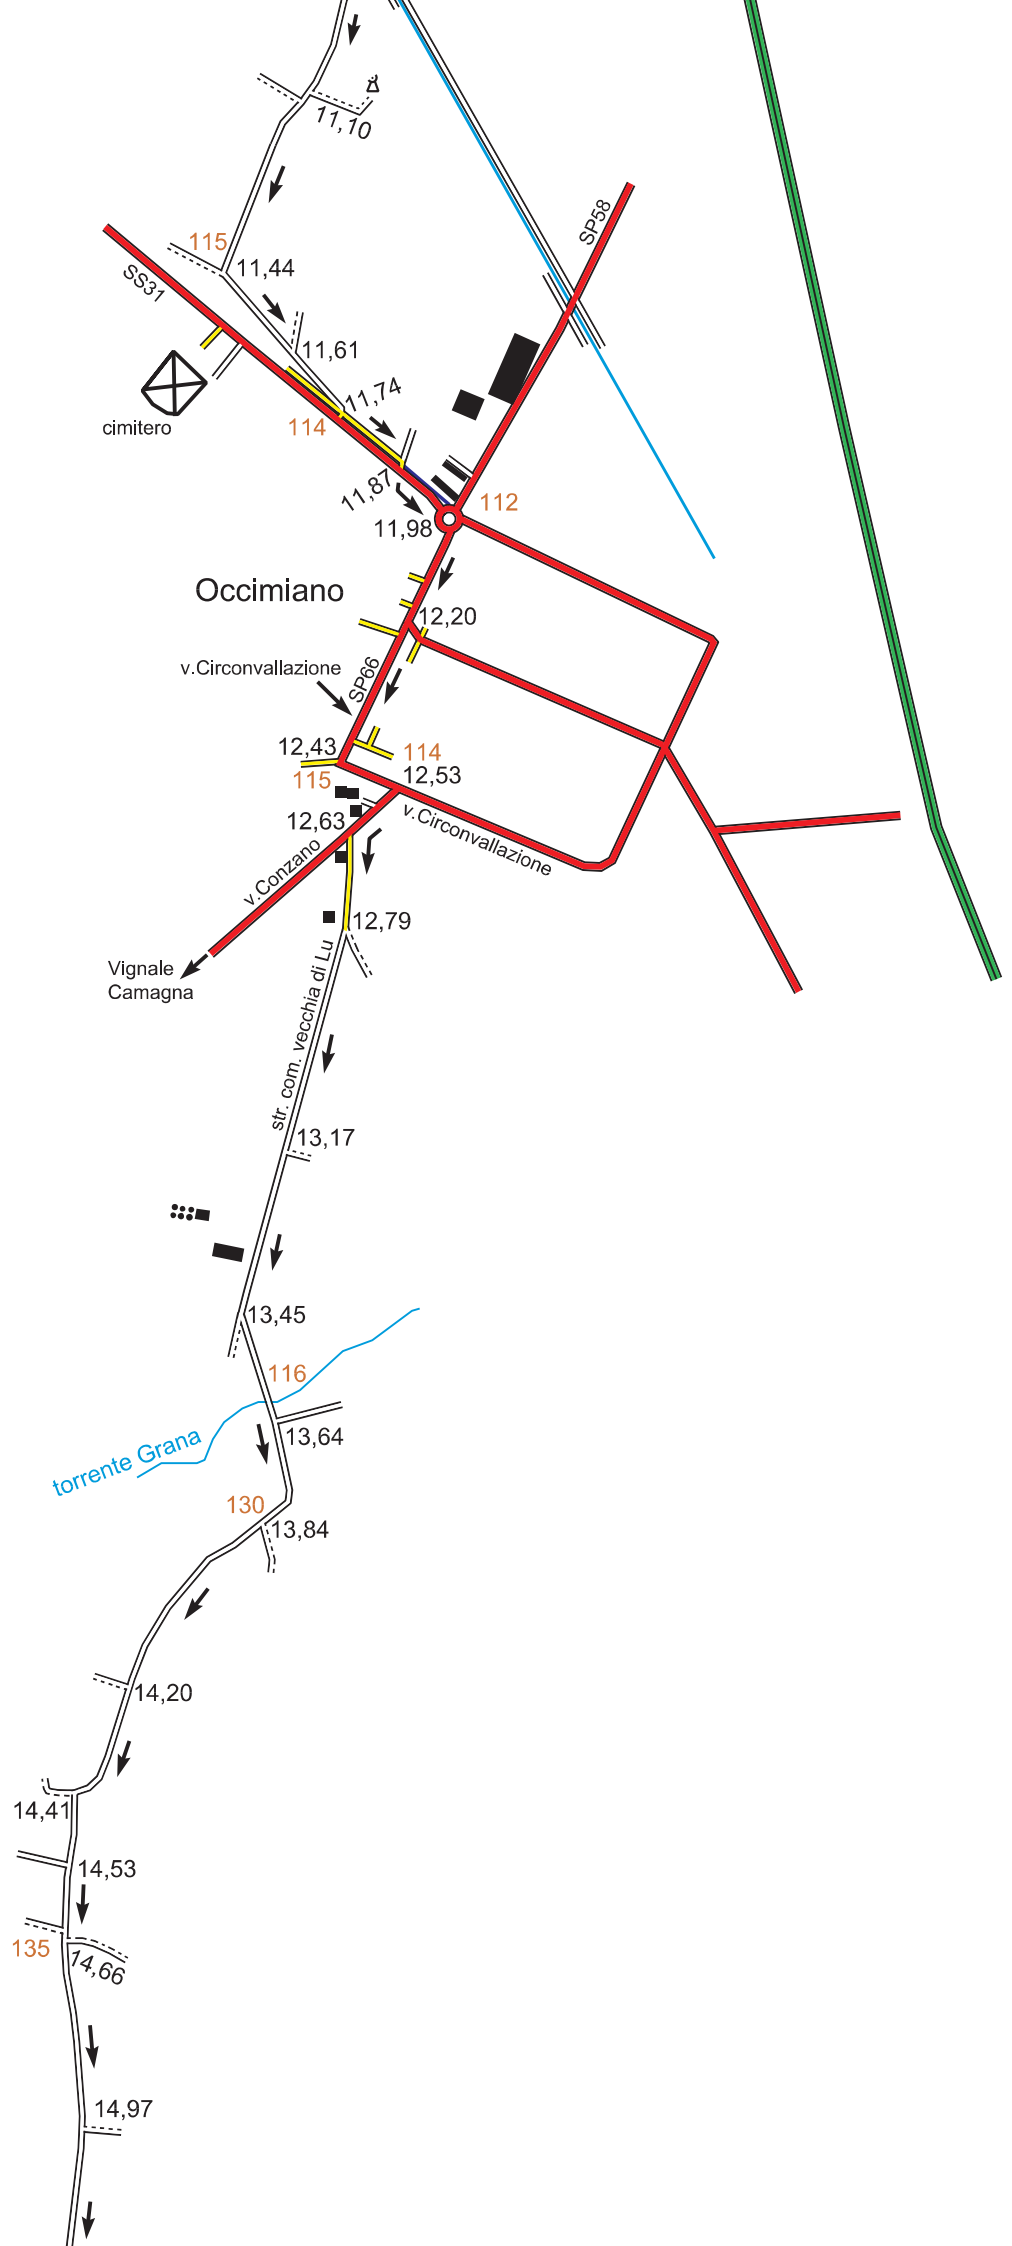 11,10
SP58
115
11,44
SS31
11,61
11,74
114
cimitero
11,87
112
11,98
Occimiano
12,20
v.Circonvallazione
SP66
12,43
114
115
12,53
v.Circonvallazione
12,63
v.Conzano
12,79
Vignale
Camagna
str. com. vecchia di Lu
13,17
13,45
116
13,64
torrente Grana
130
13,84
14,20
14,41
14,53
135
14,66
14,97